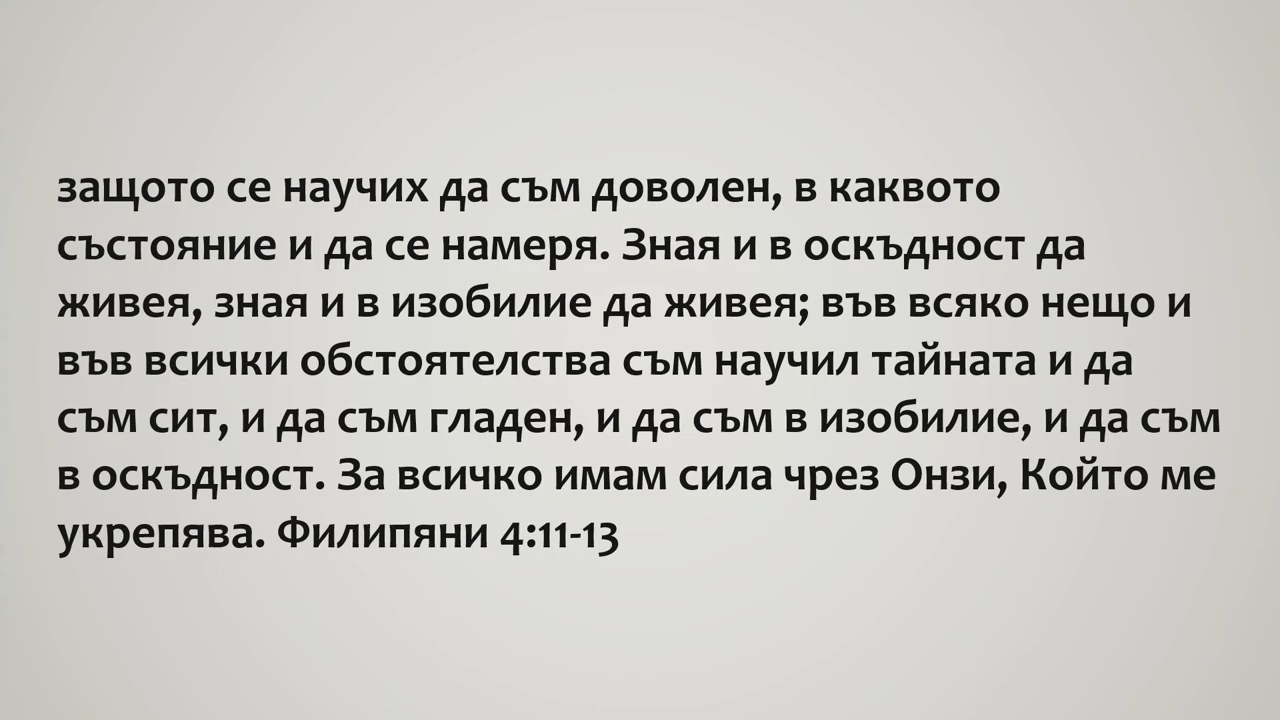 защото се научих да съм доволен, в каквото
състояние и да се намеря. Зная и в оскъдност да
живея, зная и в изобилие да живея; във всяко нещо и
във всички обстоятелства съм научил тайната и да
съм сит, и да съм гладен, и да съм в изобилие, и да съм
в оскъдност. За всичко имам сила чрез Онзи, Който ме
укрепява. Филипяни 4:11-13